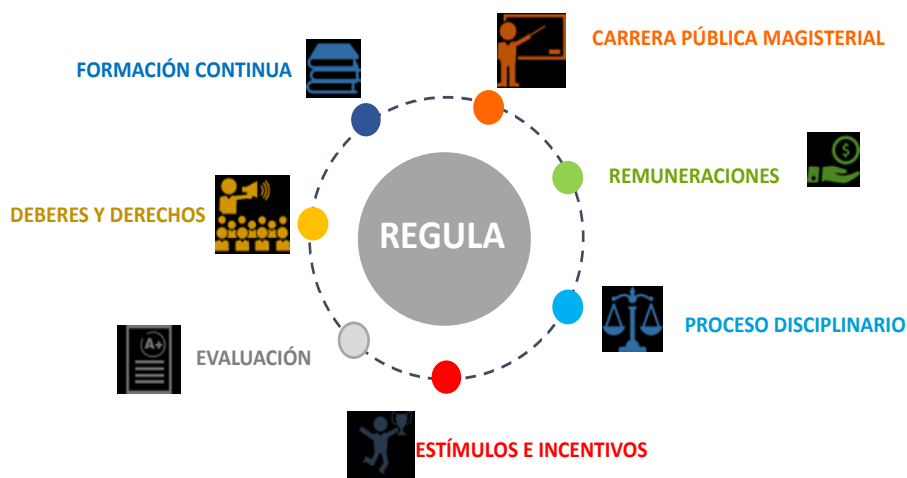 CARRERA PÚBLICA MAGISTERIAL
FORMACIÓN CONTINUA
REMUNERACIONES
DEBERES Y DERECHOS
REGULA
PROCESO DISCIPLINARIO
A+
EVALUACIÓN
ESTÍMULOS E INCENTIVOS
$